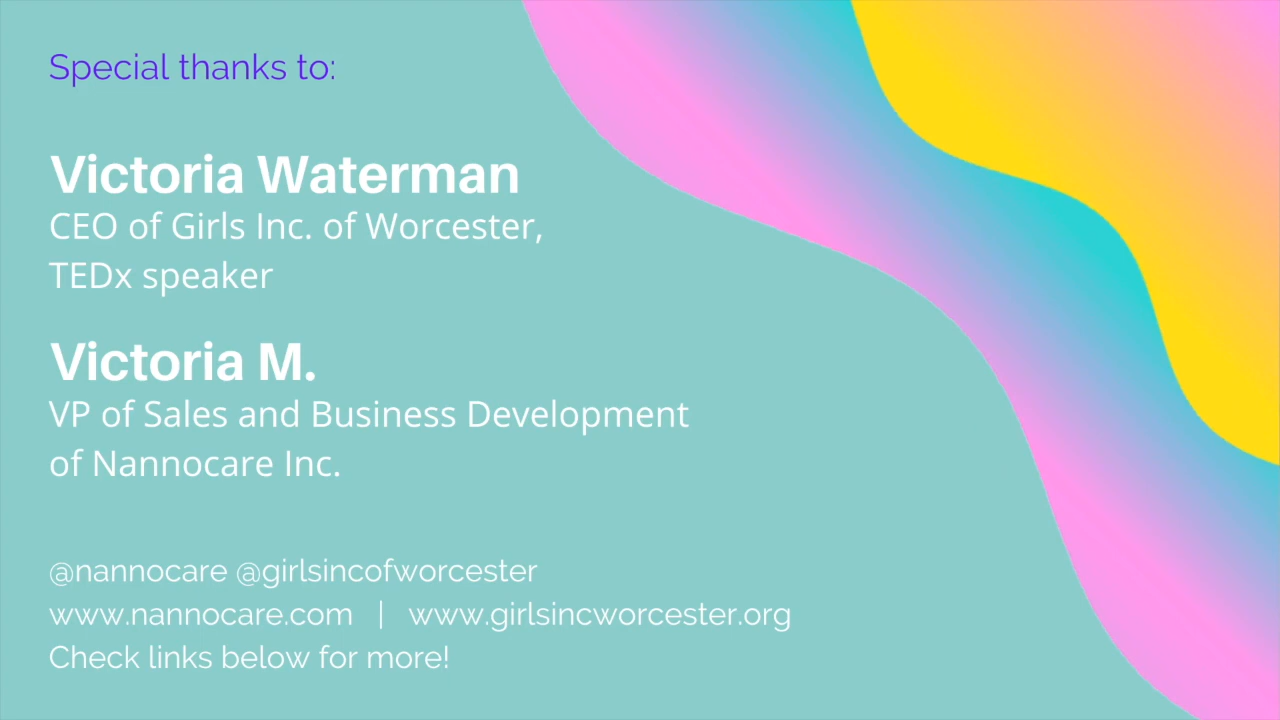 Special thanks to:
Victoria Waterman
CEO of Girls Inc. of Worcester,
TEDx speaker
Victoria M.
VP of Sales and Business Development
of Nannocare Inc.
@nannocare @girlsincofworcester
www.nannocare.com | www.girlsincworcester.org
Check links below for more!